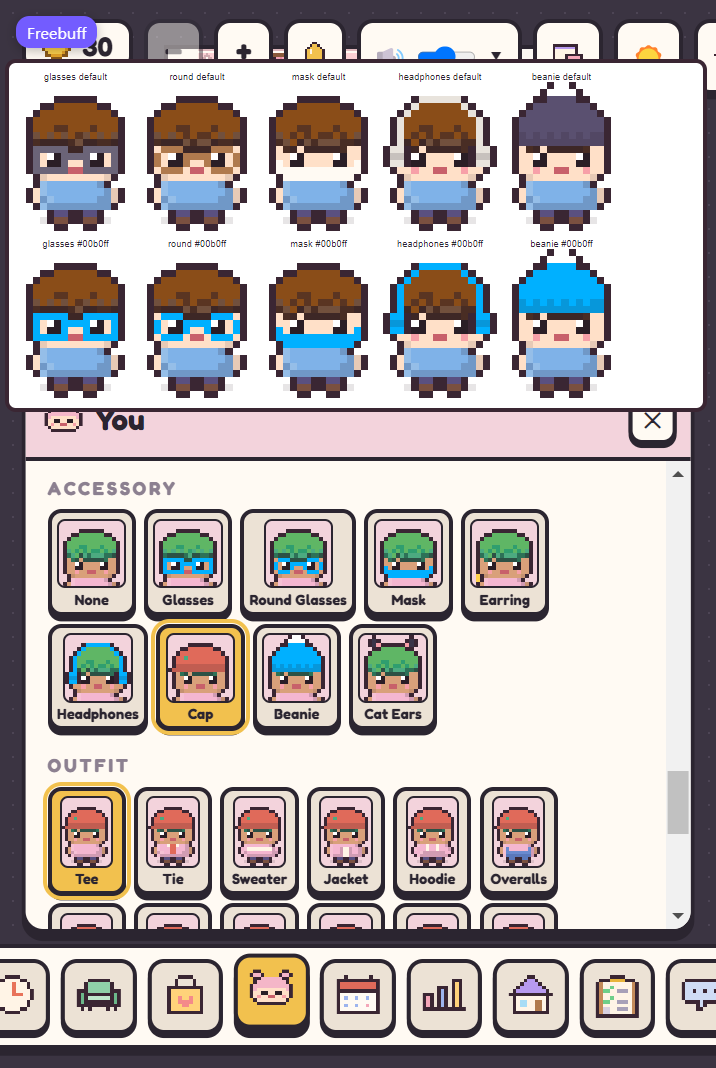 Freebuff
30
glasses default
round default
mask default
headphones default
beanie default
glasses #00b0ff
round #00b0ff
mask #00b0ff
headphones #00b0ff
beanie #00b0ff
You
ACCESSORY
None
Glasses
Round Glasses
Mask
Earring
Headphones
Cap
Beanie
Cat Ears
OUTFIT
Tee
Tie
Sweater
Jacket
Hoodie
Overalls